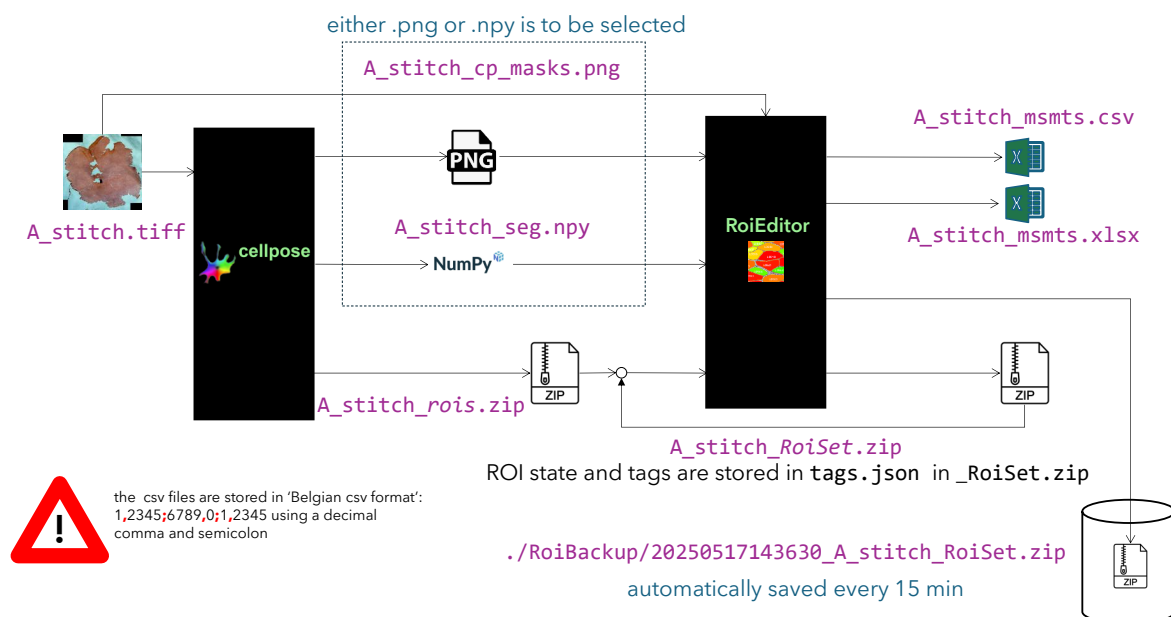 either .png or .npy is to be selected
A_stitch_cp_masks.png
A_stitch_msmts.csv
PNG
A_stitch.tiff
A_stitch_seg.npy
RoiEditor
A_stitch_msmts.xlsx
cellpose
NumPy
ZIP
ZIP
A_stitch_rois.zip
A_stitch_RoiSet.zip
ROI state and tags are stored in tags.json in _RoiSet.zip
!
the csv files are stored in ‘Belgian csv format’:
1,2345;6789,0;1,2345 using a decimal
comma and semicolon
./RoiBackup/20250517143630_A_stitch_RoiSet.zip
ZIP
automatically saved every 15 min